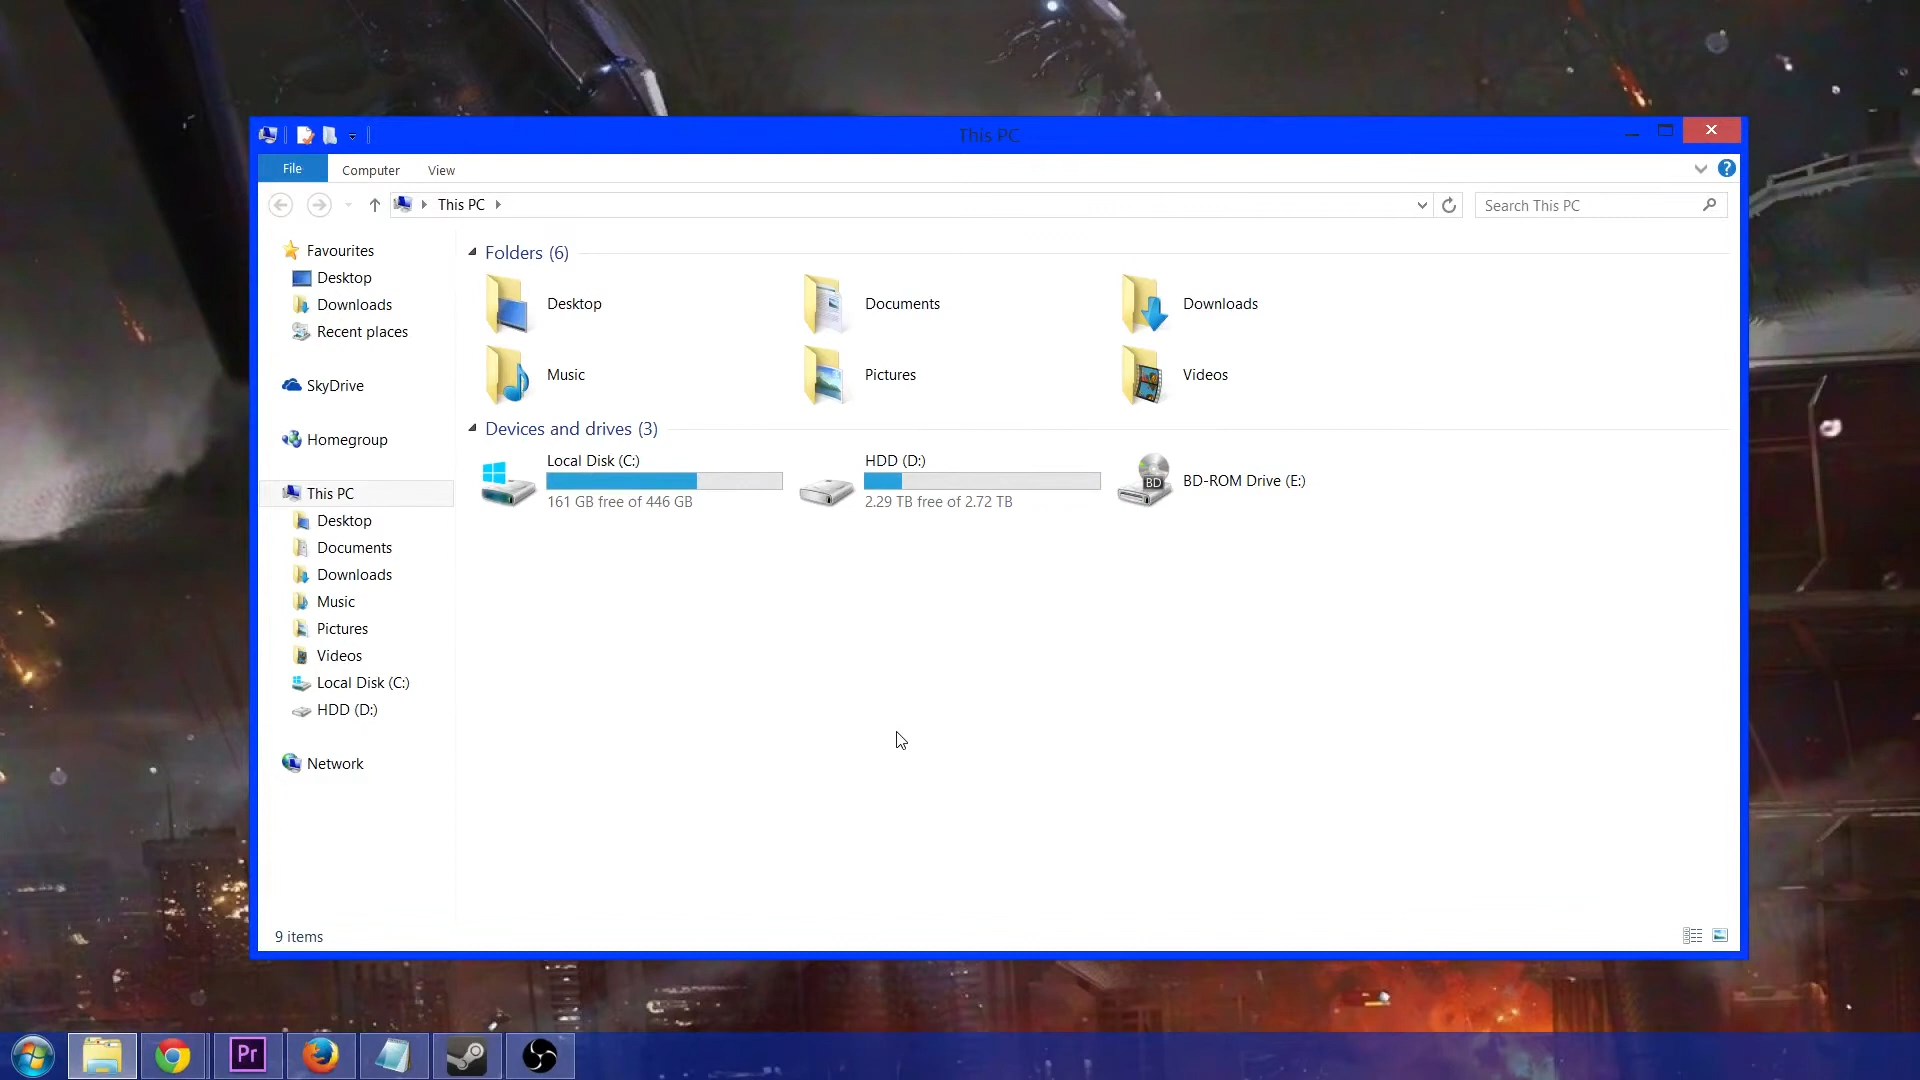 This PC
File
Computer
View
This PC
Search This PC
Favourites
Desktop
Downloads
Recent places
SkyDrive
Homegroup
This PC
Desktop
Documents
Downloads
Music
Pictures
Videos
Local Disk (C:)
HDD (D:)
Network
Folders (6)
Desktop
Documents
Downloads
Music
Pictures
Videos
Devices and drives (3)
Local Disk (C:)
161 GB free of 446 GB
HDD (D:)
2.29 TB free of 2.72 TB
BD
BD-ROM Drive (E:)
9 items
Pr